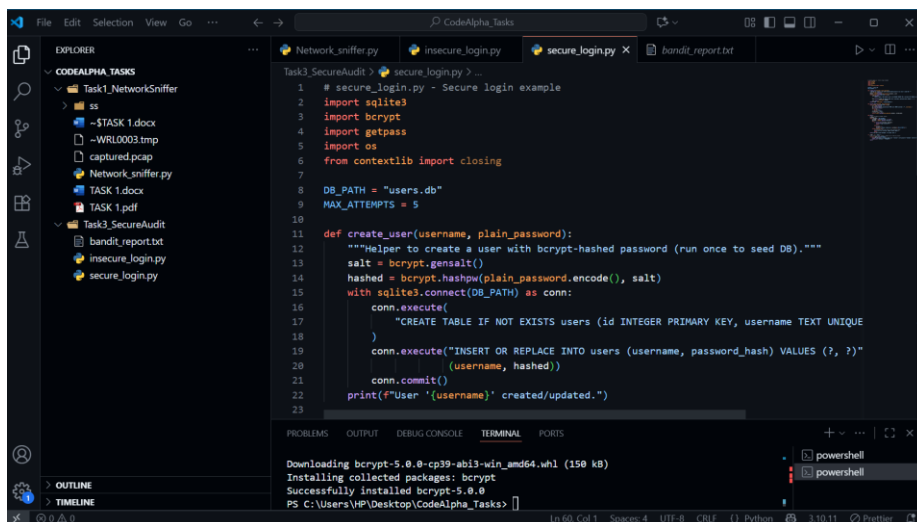 File Edit Selection View Go ··· CodeAlpha_Tasks
EXPLORER
CODEALPHA_TASKS
Task1_NetworkSniffer
ss
~$TASK 1.docx
~WRL0003.tmp
captured.pcap
Network_sniffer.py
TASK 1.docx
TASK 1.pdf
Task3_SecureAudit
bandit_report.txt
insecure_login.py
secure_login.py
OUTLINE
TIMELINE
Network_sniffer.py insecure_login.py secure_login.py bandit_report.txt
Task3_SecureAudit > secure_login.py > ...
1 # secure_login.py - Secure login example
2 import sqlite3
3 import bcrypt
4 import getpass
5 import os
6 from contextlib import closing
7
8 DB_PATH = "users.db"
9 MAX_ATTEMPTS = 5
10
11 def create_user(username, plain_password):
12 """Helper to create a user with bcrypt-hashed password (run once to seed DB)."""
13 salt = bcrypt.gensalt()
14 hashed = bcrypt.hashpw(plain_password.encode(), salt)
15 with sqlite3.connect(DB_PATH) as conn:
16 conn.execute(
17 "CREATE TABLE IF NOT EXISTS users (id INTEGER PRIMARY KEY, username TEXT UNIQUE
18 )
19 conn.execute("INSERT OR REPLACE INTO users (username, password_hash) VALUES (?, ?)"
20 (username, hashed))
21 conn.commit()
22 print(f"User '{username}' created/updated.")
23
PROBLEMS OUTPUT DEBUG CONSOLE TERMINAL PORTS
Downloading bcrypt-5.0.0-cp39-abi3-win_amd64.whl (150 kB)
Installing collected packages: bcrypt
Successfully installed bcrypt-5.0.0
PS C:\Users\HP\Desktop\CodeAlpha_Tasks>
powershell
powershell
0 0 Ln 60, Col 1 Spaces: 4 UTF-8 CRLF {} Python 3.10.11 Prettier